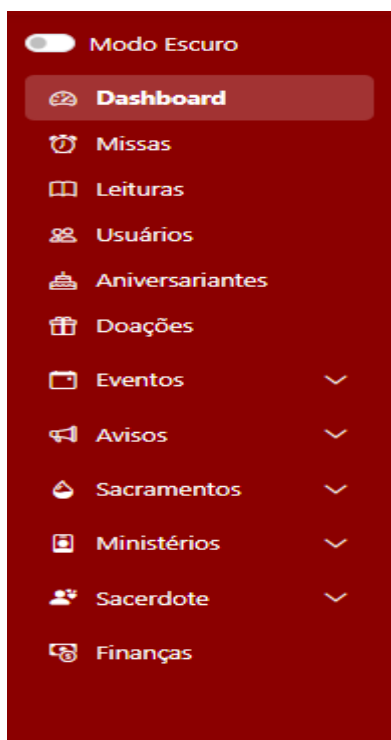 Modo Escuro
Dashboard
Missas
Leituras
Usuários
Aniversariantes
Doações
Eventos
Avisos
Sacramentos
Ministérios
Sacerdote
Finanças